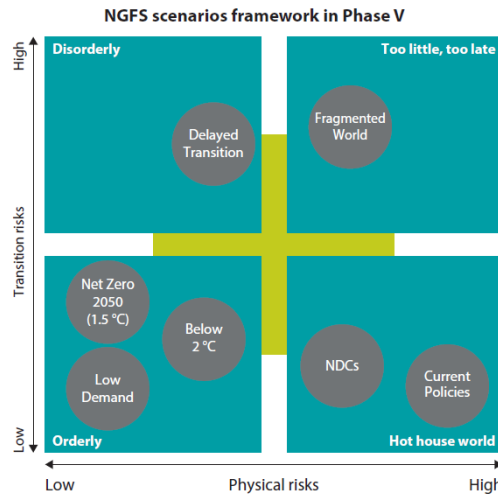 NGFS scenarios framework in Phase V
High
Transition risks
Low
Disorderly
Too little, too late
Delayed
Transition
Fragmented
World
Net Zero
2050
(1.5 °C)
Below
2 °C
Low
Demand
NDCs
Current
Policies
Orderly
Hot house world
Low
Physical risks
High